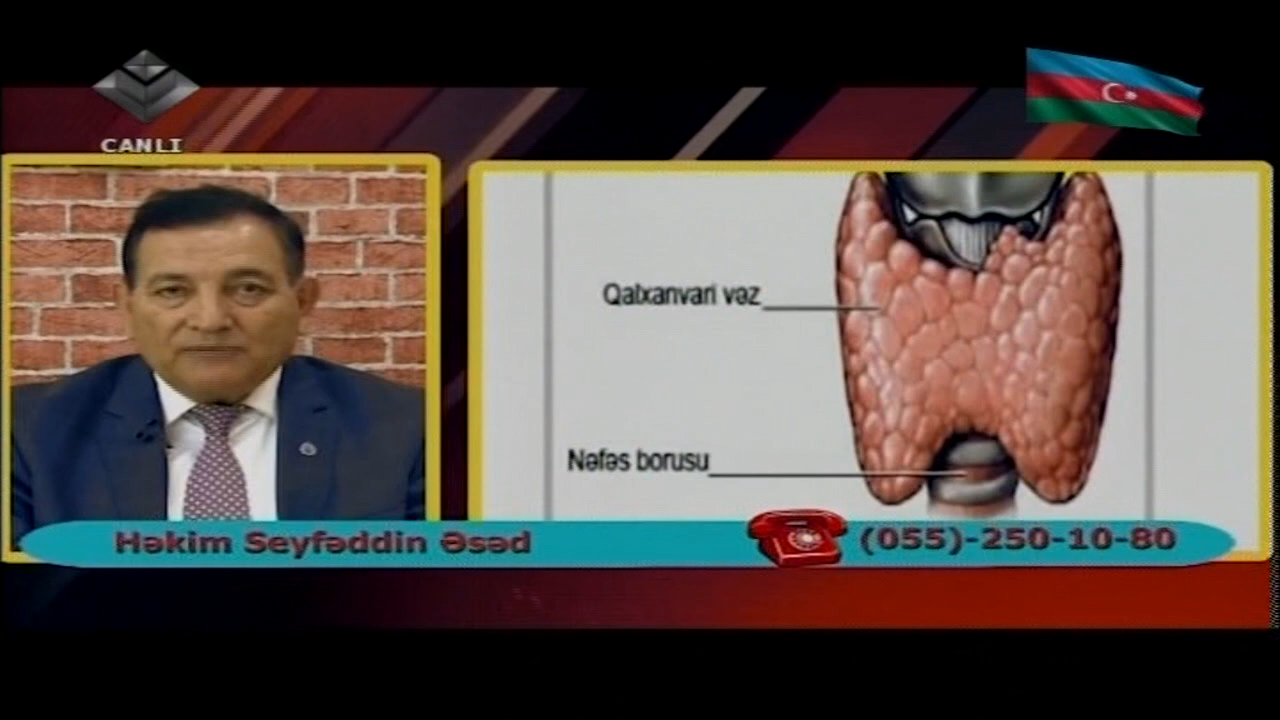 CANLI
Qalxanvari vəz
Nəfəs borusu
Həkim Seyfəddin Əsəd
(055)-250-10-80